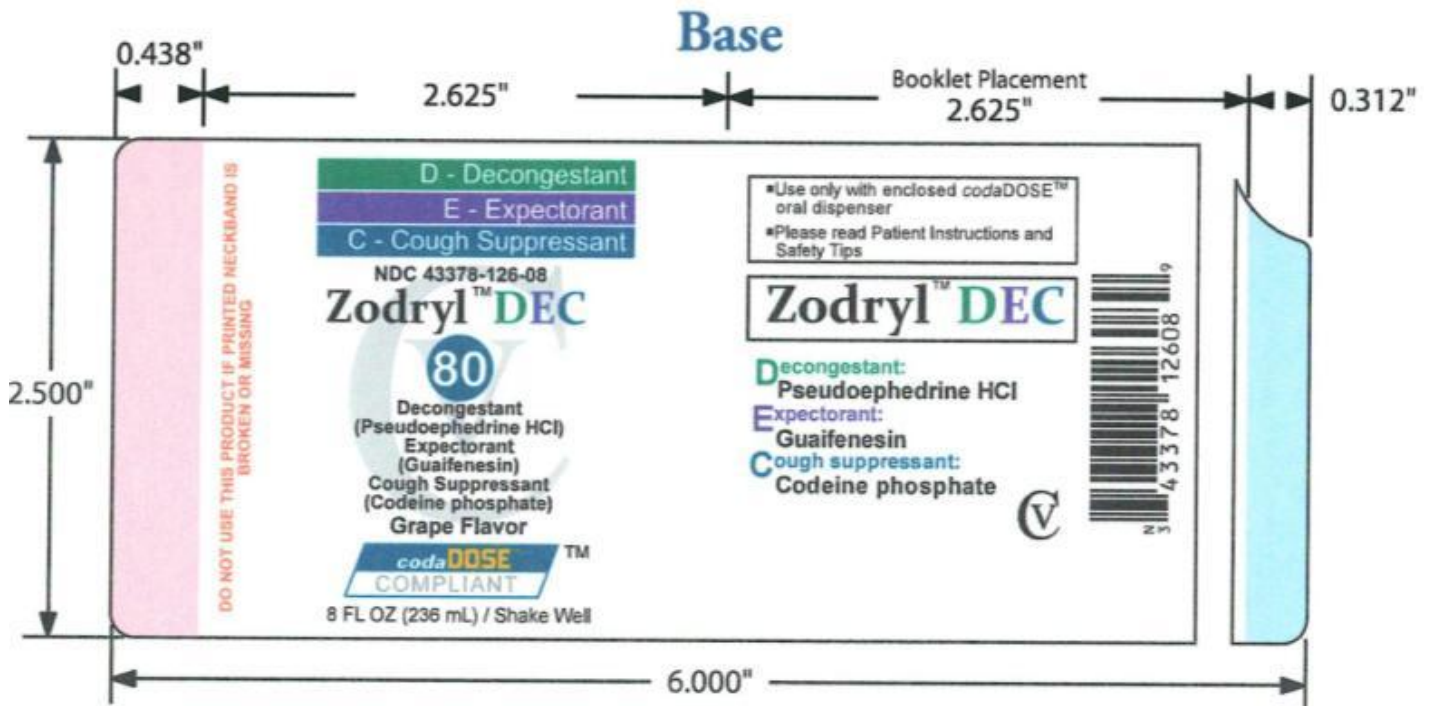 Base
0.438"
2.625"
Booklet Placement
2.625"
0.312"
2.500"
DO NOT USE THIS PRODUCT IF PRINTED NECKBAND IS
BROKEN OR MISSING
D - Decongestant
E - Expectorant
C - Cough Suppressant
NDC 43378-126-08
Zodryl™ DEC
80
CV
Decongestant
(Pseudoephedrine HCl)
Expectorant
(Guaifenesin)
Cough Suppressant
(Codeine phosphate)
Grape Flavor
codaDOSE ™
COMPLIANT
8 FL OZ (236 mL) / Shake Well
▪Use only with enclosed codaDOSE™
oral dispenser
▪Please read Patient Instructions and
Safety Tips
Zodryl™ DEC
Decongestant:
Pseudoephedrine HCl
Expectorant:
Guaifenesin
Cough suppressant:
Codeine phosphate
CV
N
3 43378 12608 9
6.000"